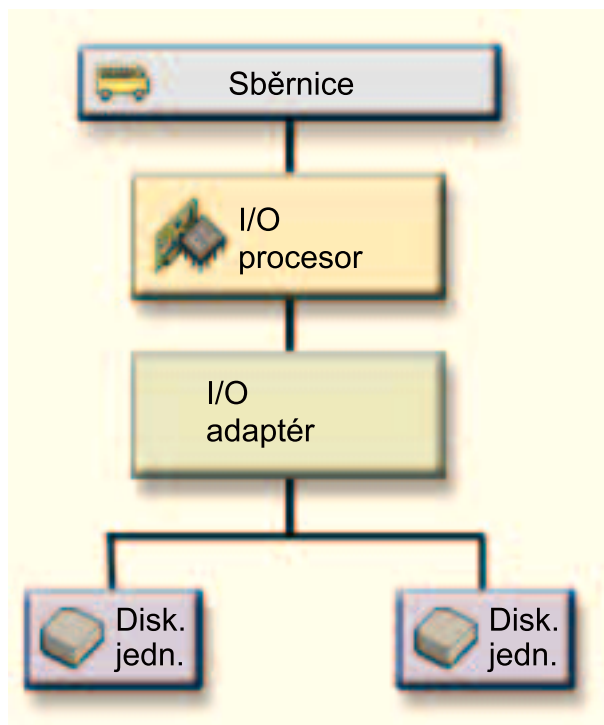 Sběrnice
I/O
procesor
I/O
adaptér
Disk.
jedn.
Disk.
jedn.